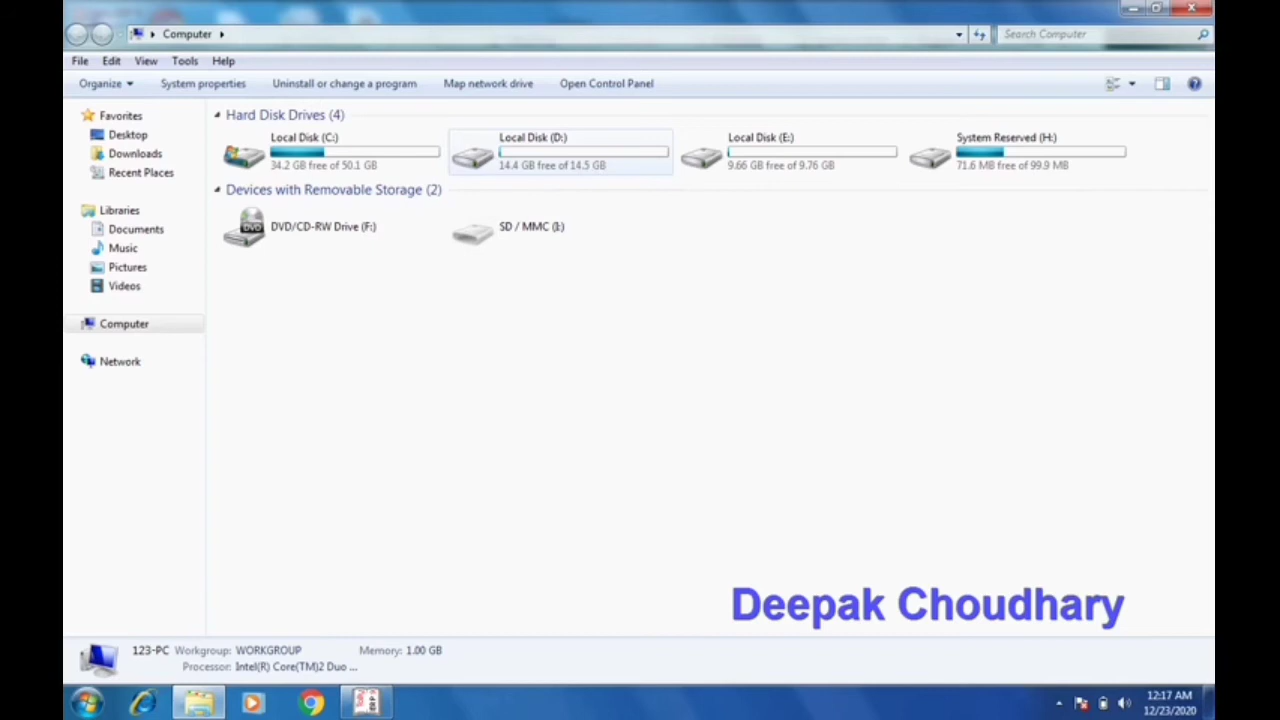 Computer
Search Computer
File Edit View Tools Help
Organize System properties Uninstall or change a program Map network drive Open Control Panel
Favorites
Desktop
Downloads
Recent Places
Libraries
Documents
Music
Pictures
Videos
Computer
Network
Hard Disk Drives (4)
Local Disk (C:)
34.2 GB free of 50.1 GB
Local Disk (D:)
14.4 GB free of 14.5 GB
Local Disk (E:)
9.66 GB free of 9.76 GB
System Reserved (H:)
71.6 MB free of 99.9 MB
Devices with Removable Storage (2)
DVD/CD-RW Drive (F:)
DVD
SD / MMC (I:)
Deepak Choudhary
123-PC Workgroup: WORKGROUP Memory: 1.00 GB
Processor: Intel(R) Core(TM)2 Duo ...
12:17 AM
12/23/2020